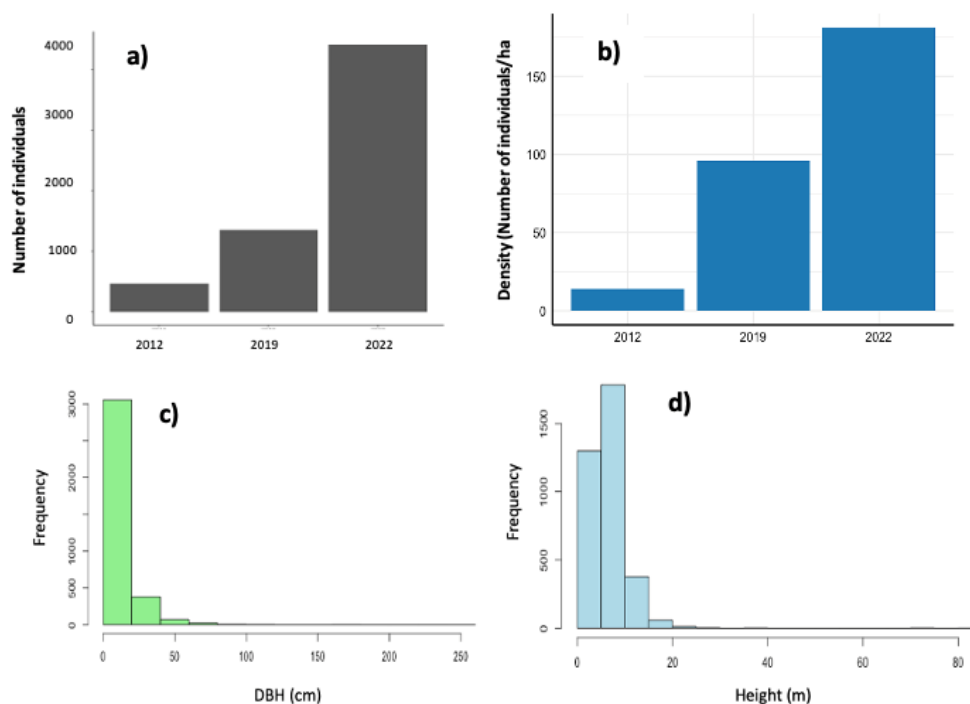 a)
Number of individuals
4000
3000
2000
1000
0
2012 2019 2022
b)
Density (Number of individuals/ha
150
100
50
0
2012 2019 2022
c)
Frequency
3000
2000
1000
500
0
0 50 100 150 200 250
DBH (cm)
d)
Frequency
1500
1000
500
0
0 20 40 60 80
Height (m)